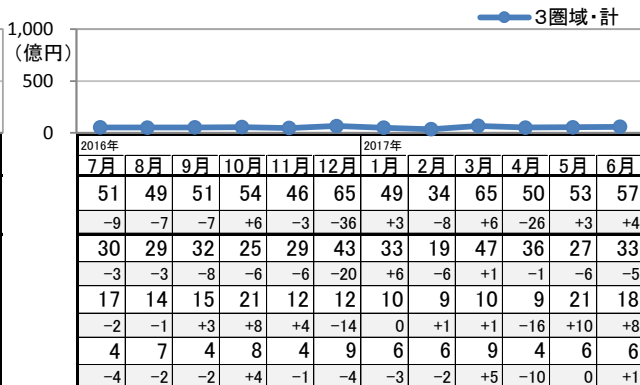 3圏域・計
1,000
（億円）
500
0
2016年 2017年
7月 8月 9月 10月 11月 12月 1月 2月 3月 4月 5月 6月
51 49 51 54 46 65 49 34 65 50 53 57
-9 -7 -7 +6 -3 -36 +3 -8 +6 -26 +3 +4
30 29 32 25 29 43 33 19 47 36 27 33
-3 -3 -8 -6 -6 -20 +6 -6 +1 -1 -6 -5
17 14 15 21 12 12 10 9 10 9 21 18
-2 -1 +3 +8 +4 -14 0 +1 +1 -16 +10 +8
4 7 4 8 4 9 6 6 9 4 6 6
-4 -2 -2 +4 -1 -4 -3 -2 +5 -10 0 +1